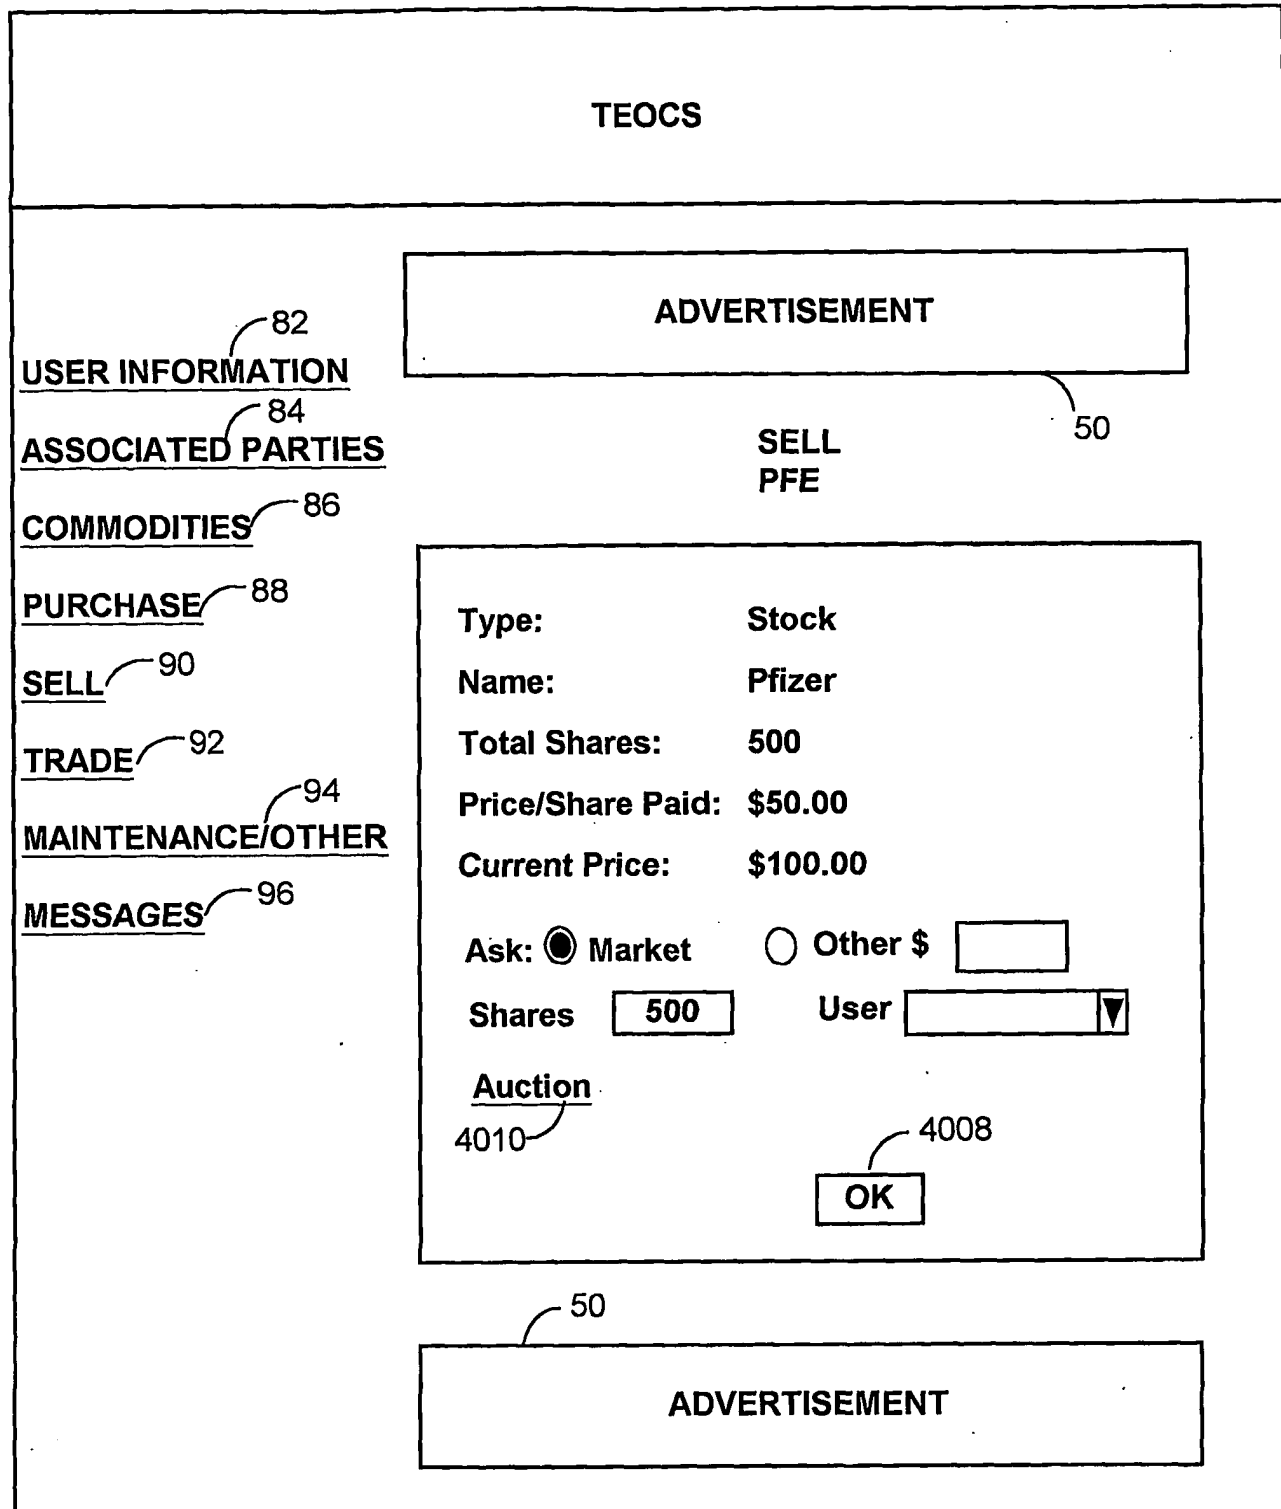 TEOCS
ADVERTISEMENT
50
82
USER INFORMATION
84
ASSOCIATED PARTIES
86
COMMODITIES
88
PURCHASE
90
SELL
92
TRADE
94
MAINTENANCE/OTHER
96
MESSAGES
SELL
PFE
Type: Stock
Name: Pfizer
Total Shares: 500
Price/Share Paid: $50.00
Current Price: $100.00
Ask: Market Other $
Shares 500 User
Auction
4010
4008
OK
50
ADVERTISEMENT